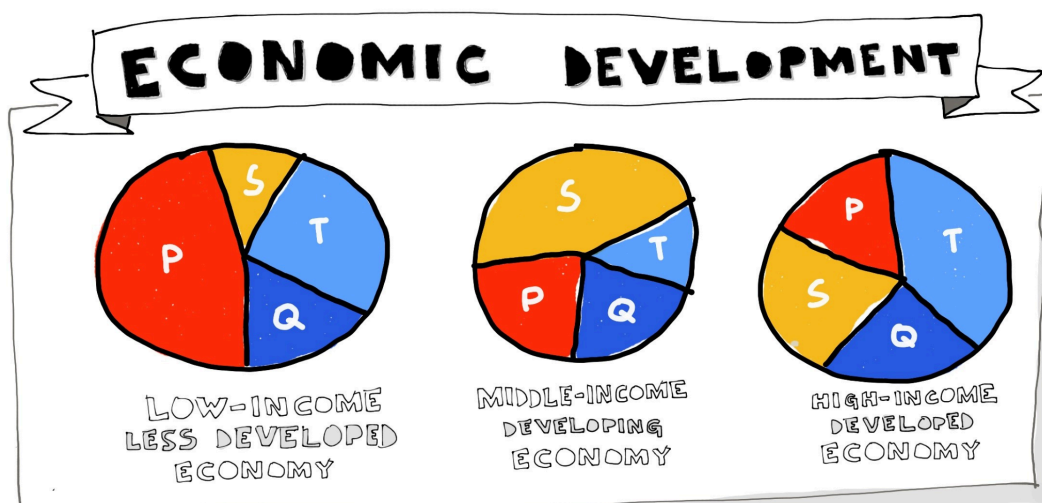 ECONOMIC DEVELOPMENT
S
T
P
Q
S
T
P
Q
P
T
S
Q
LOW-INCOME
LESS DEVELOPED
ECONOMY
MIDDLE-INCOME
DEVELOPING
ECONOMY
HIGH-INCOME
DEVELOPED
ECONOMY